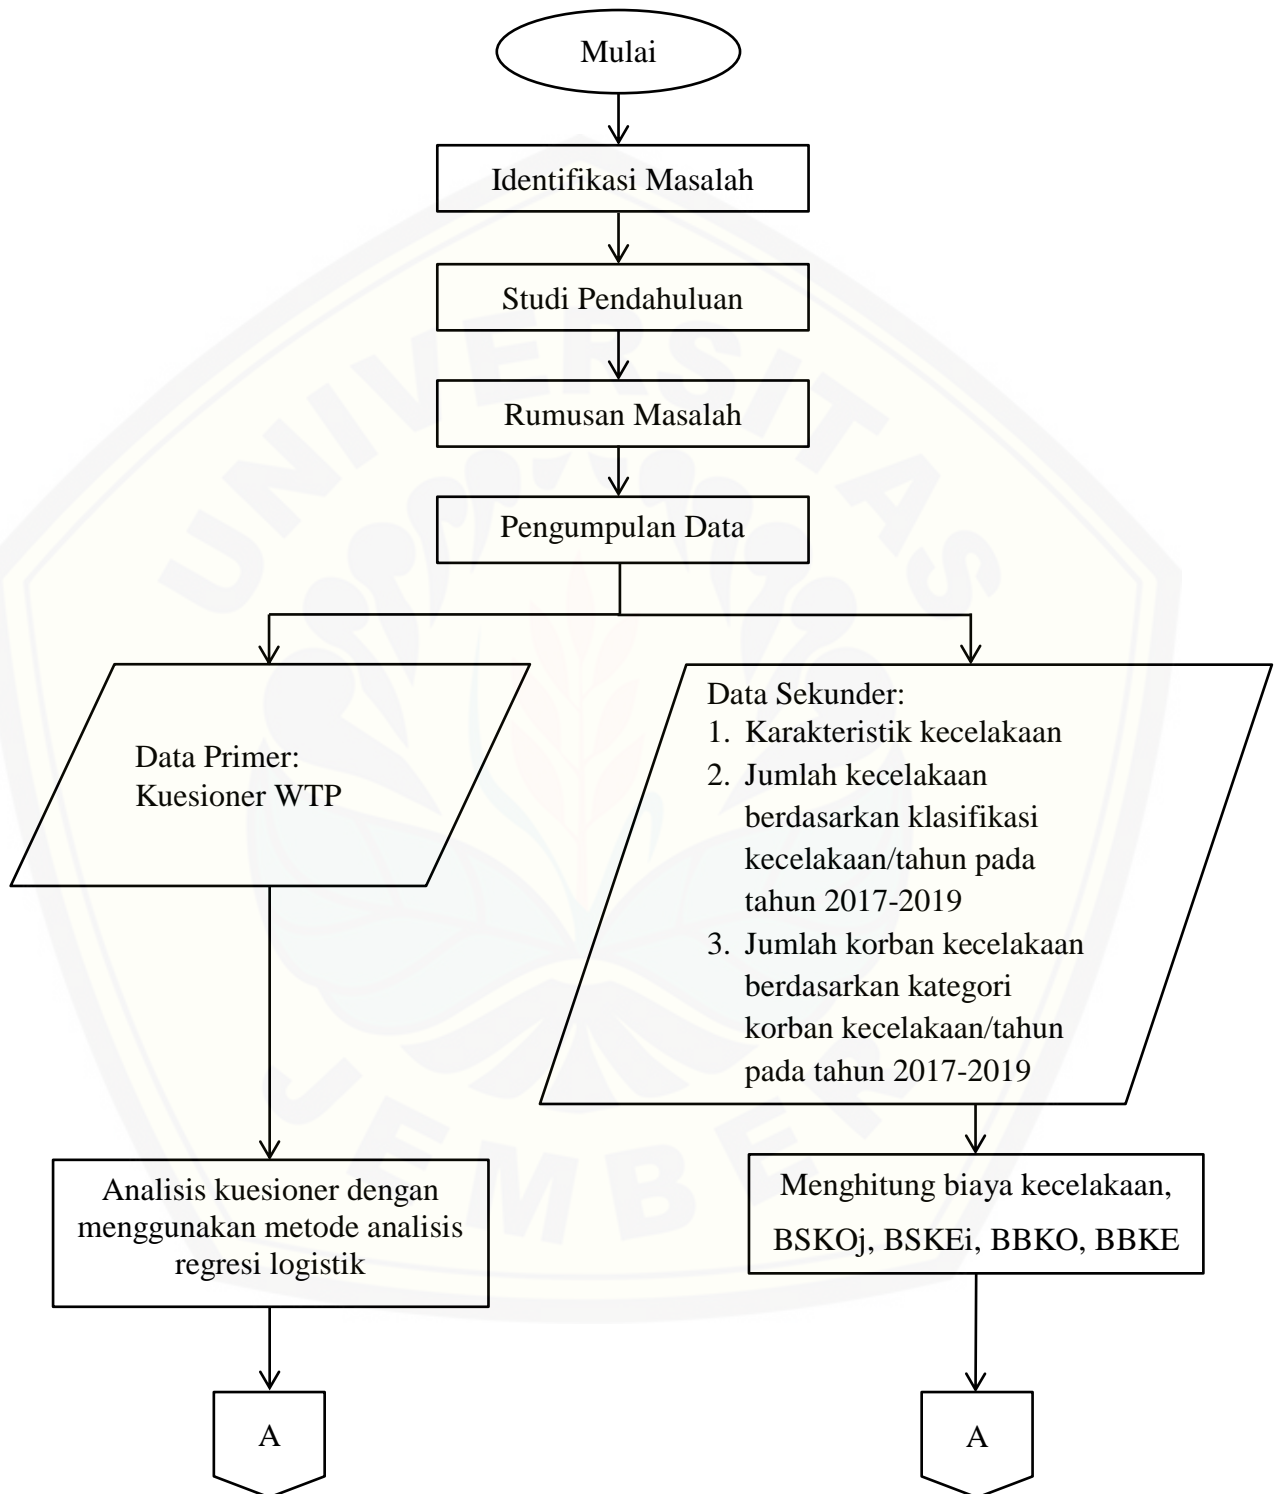 Mulai
Identifikasi Masalah
Studi Pendahuluan
Rumusan Masalah
Pengumpulan Data
Data Primer:
Kuesioner WTP
Data Sekunder:
1. Karakteristik kecelakaan
2. Jumlah kecelakaan
berdasarkan klasifikasi
kecelakaan/tahun pada
tahun 2017-2019
3. Jumlah korban kecelakaan
berdasarkan kategori
korban kecelakaan/tahun
pada tahun 2017-2019
Analisis kuesioner dengan
menggunakan metode analisis
regresi logistik
Menghitung biaya kecelakaan,
BSKOj, BSKEi, BBKO, BBKE
A
A
UNIVERSITAS
JEMBER